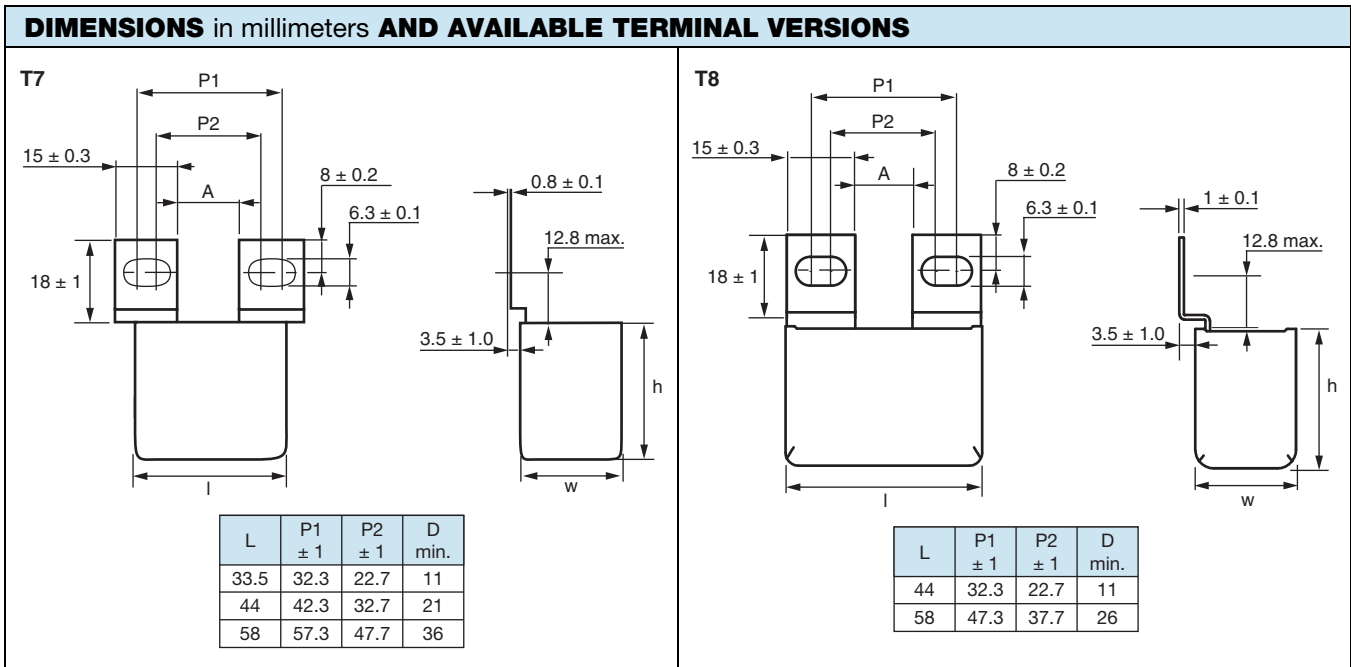 DIMENSIONS in millimeters AND AVAILABLE TERMINAL VERSIONS
T7
P1
P2
15 ± 0.3
A
8 ± 0.2
6.3 ± 0.1
18 ± 1
l
0.8 ± 0.1
12.8 max.
3.5 ± 1.0
h
w
L P1 ± 1 P2 ± 1 D min.
33.5 32.3 22.7 11
44 42.3 32.7 21
58 57.3 47.7 36
T8
P1
P2
15 ± 0.3
A
8 ± 0.2
6.3 ± 0.1
18 ± 1
l
1 ± 0.1
12.8 max.
3.5 ± 1.0
h
w
L P1 ± 1 P2 ± 1 D min.
44 32.3 22.7 11
58 47.3 37.7 26